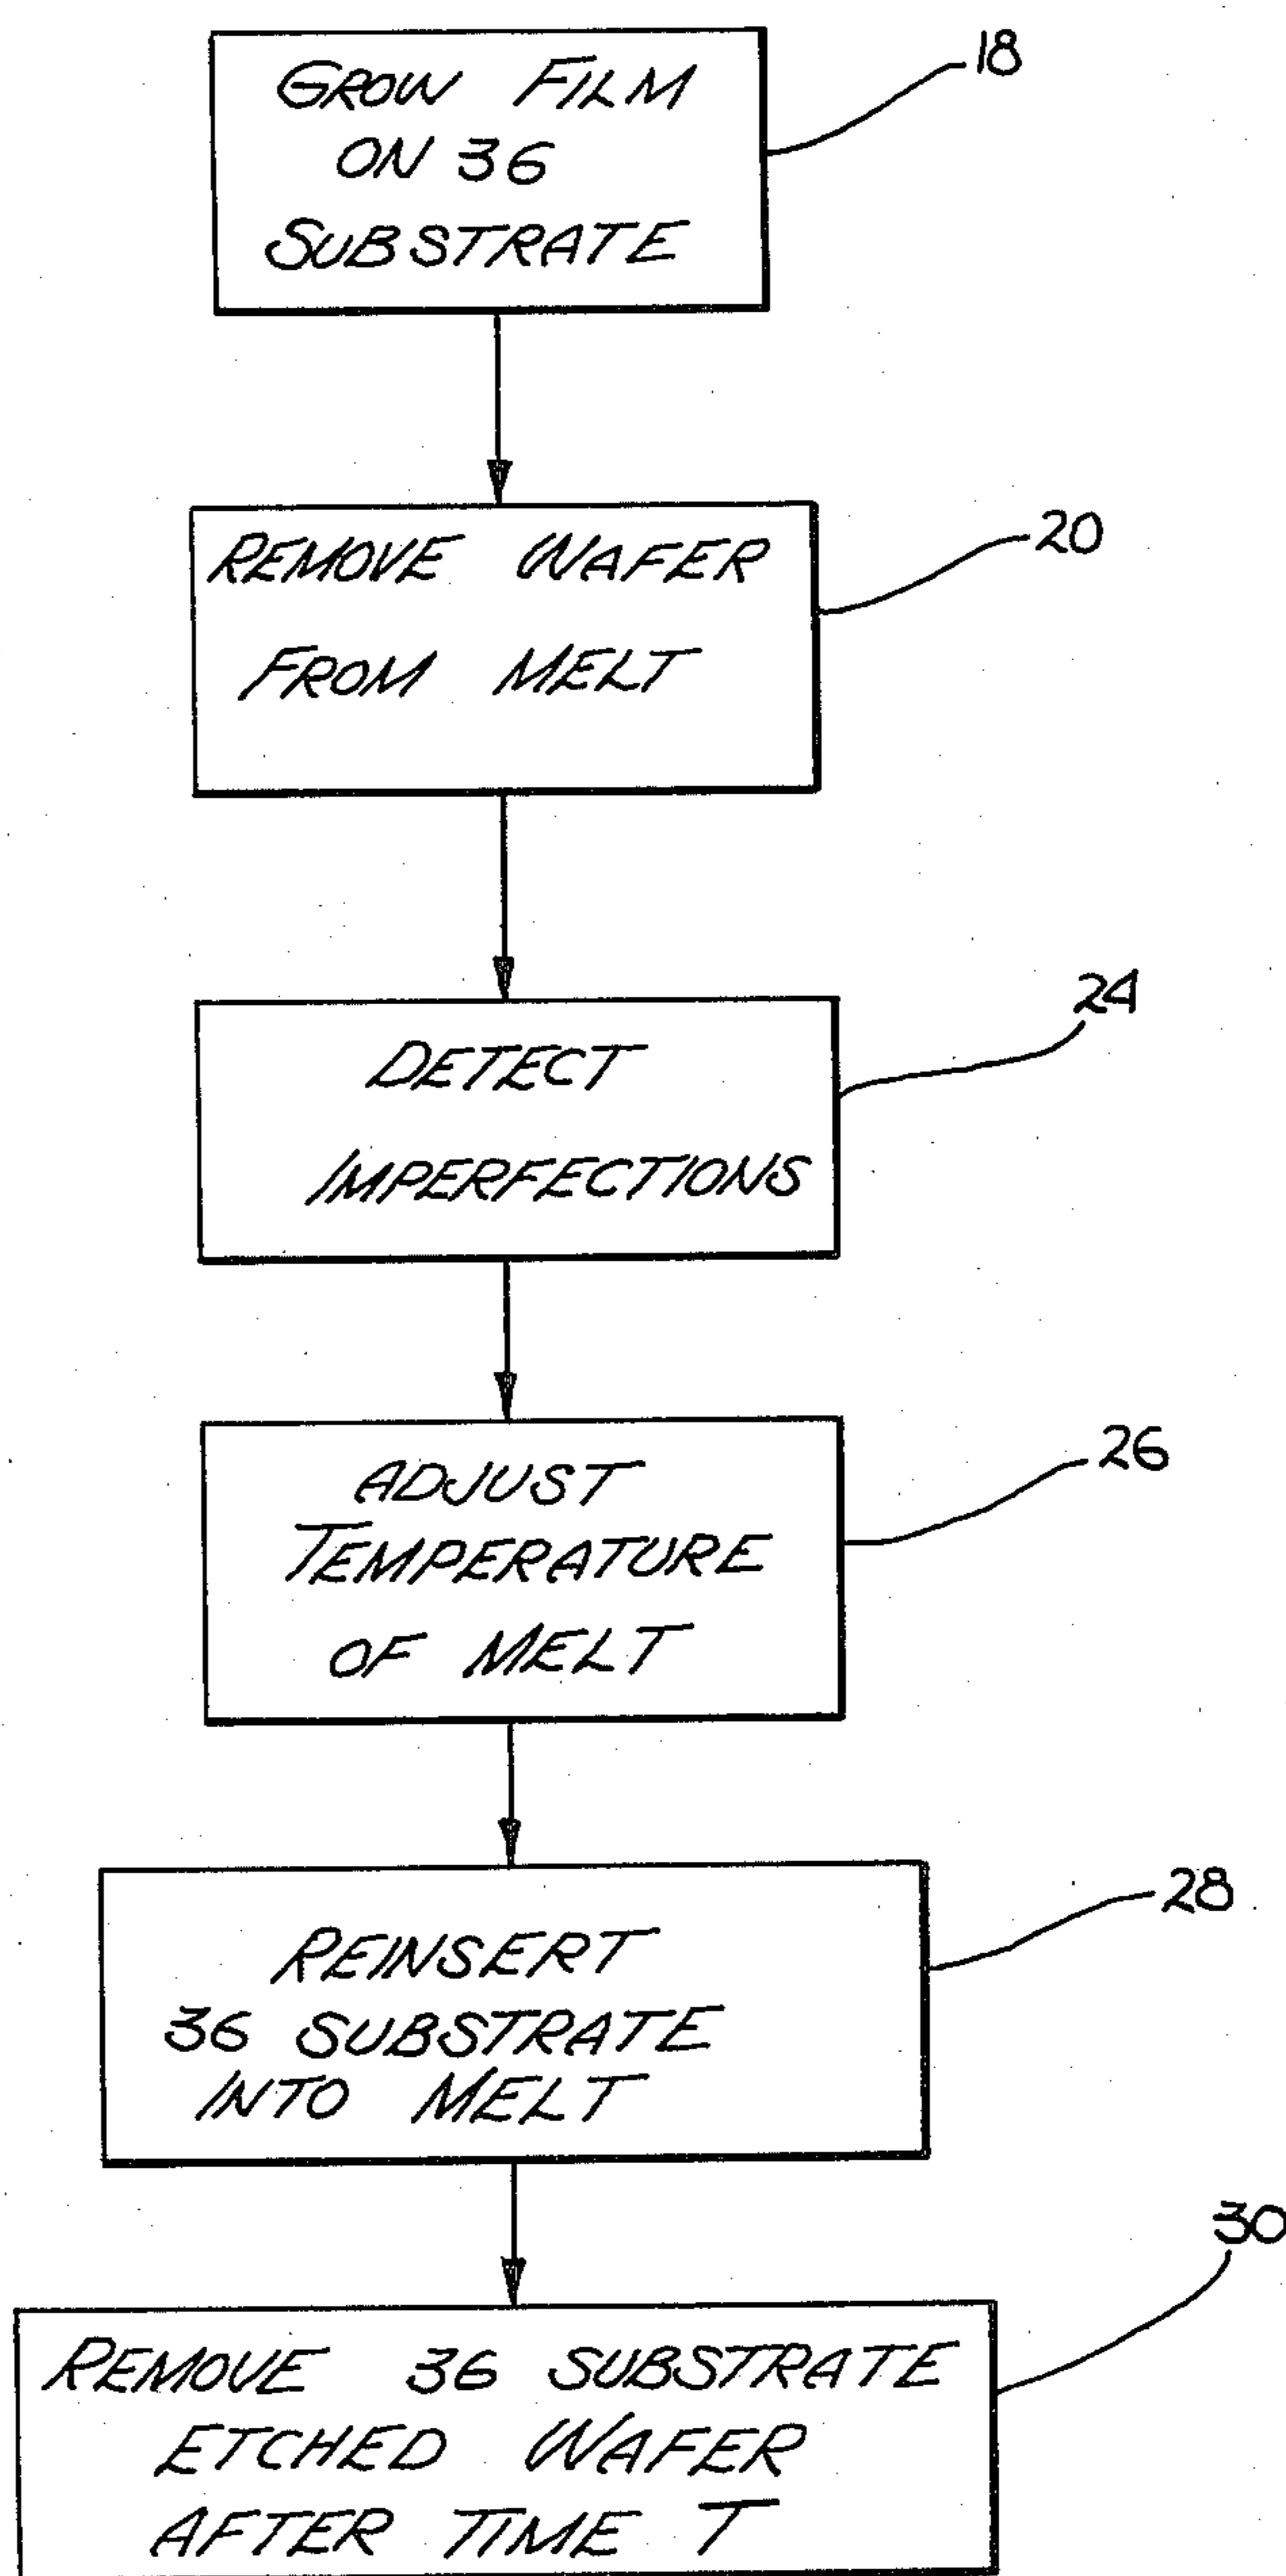 GROW FILM
ON 36
SUBSTRATE
18
REMOVE WAFER
FROM MELT
20
DETECT
IMPERFECTIONS
24
ADJUST
TEMPERATURE
OF MELT
26
REINSERT
36 SUBSTRATE
INTO MELT
28
REMOVE 36 SUBSTRATE
ETCHED WAFER
AFTER TIME T
30